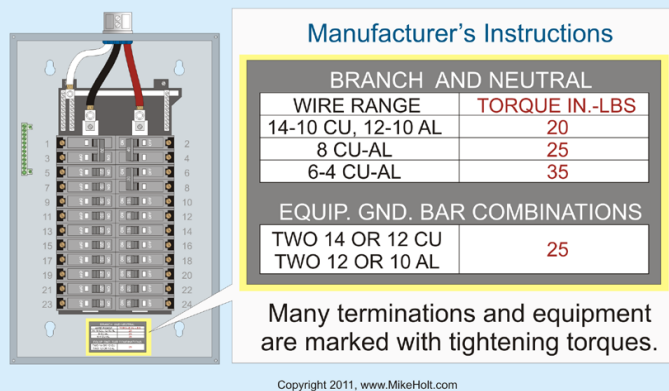 Manufacturer's Instructions
BRANCH AND NEUTRAL
WIRE RANGE TORQUE IN.-LBS
14-10 CU, 12-10 AL 20
8 CU-AL 25
6-4 CU-AL 35
EQUIP. GND. BAR COMBINATIONS
TWO 14 OR 12 CU
TWO 12 OR 10 AL
25
Many terminations and equipment
are marked with tightening torques.
1 2
3 4
5 6
7 8
9 10
11 12
13 14
15 16
17 18
19 20
21 22
23 24
Copyright 2011, www.MikeHolt.com